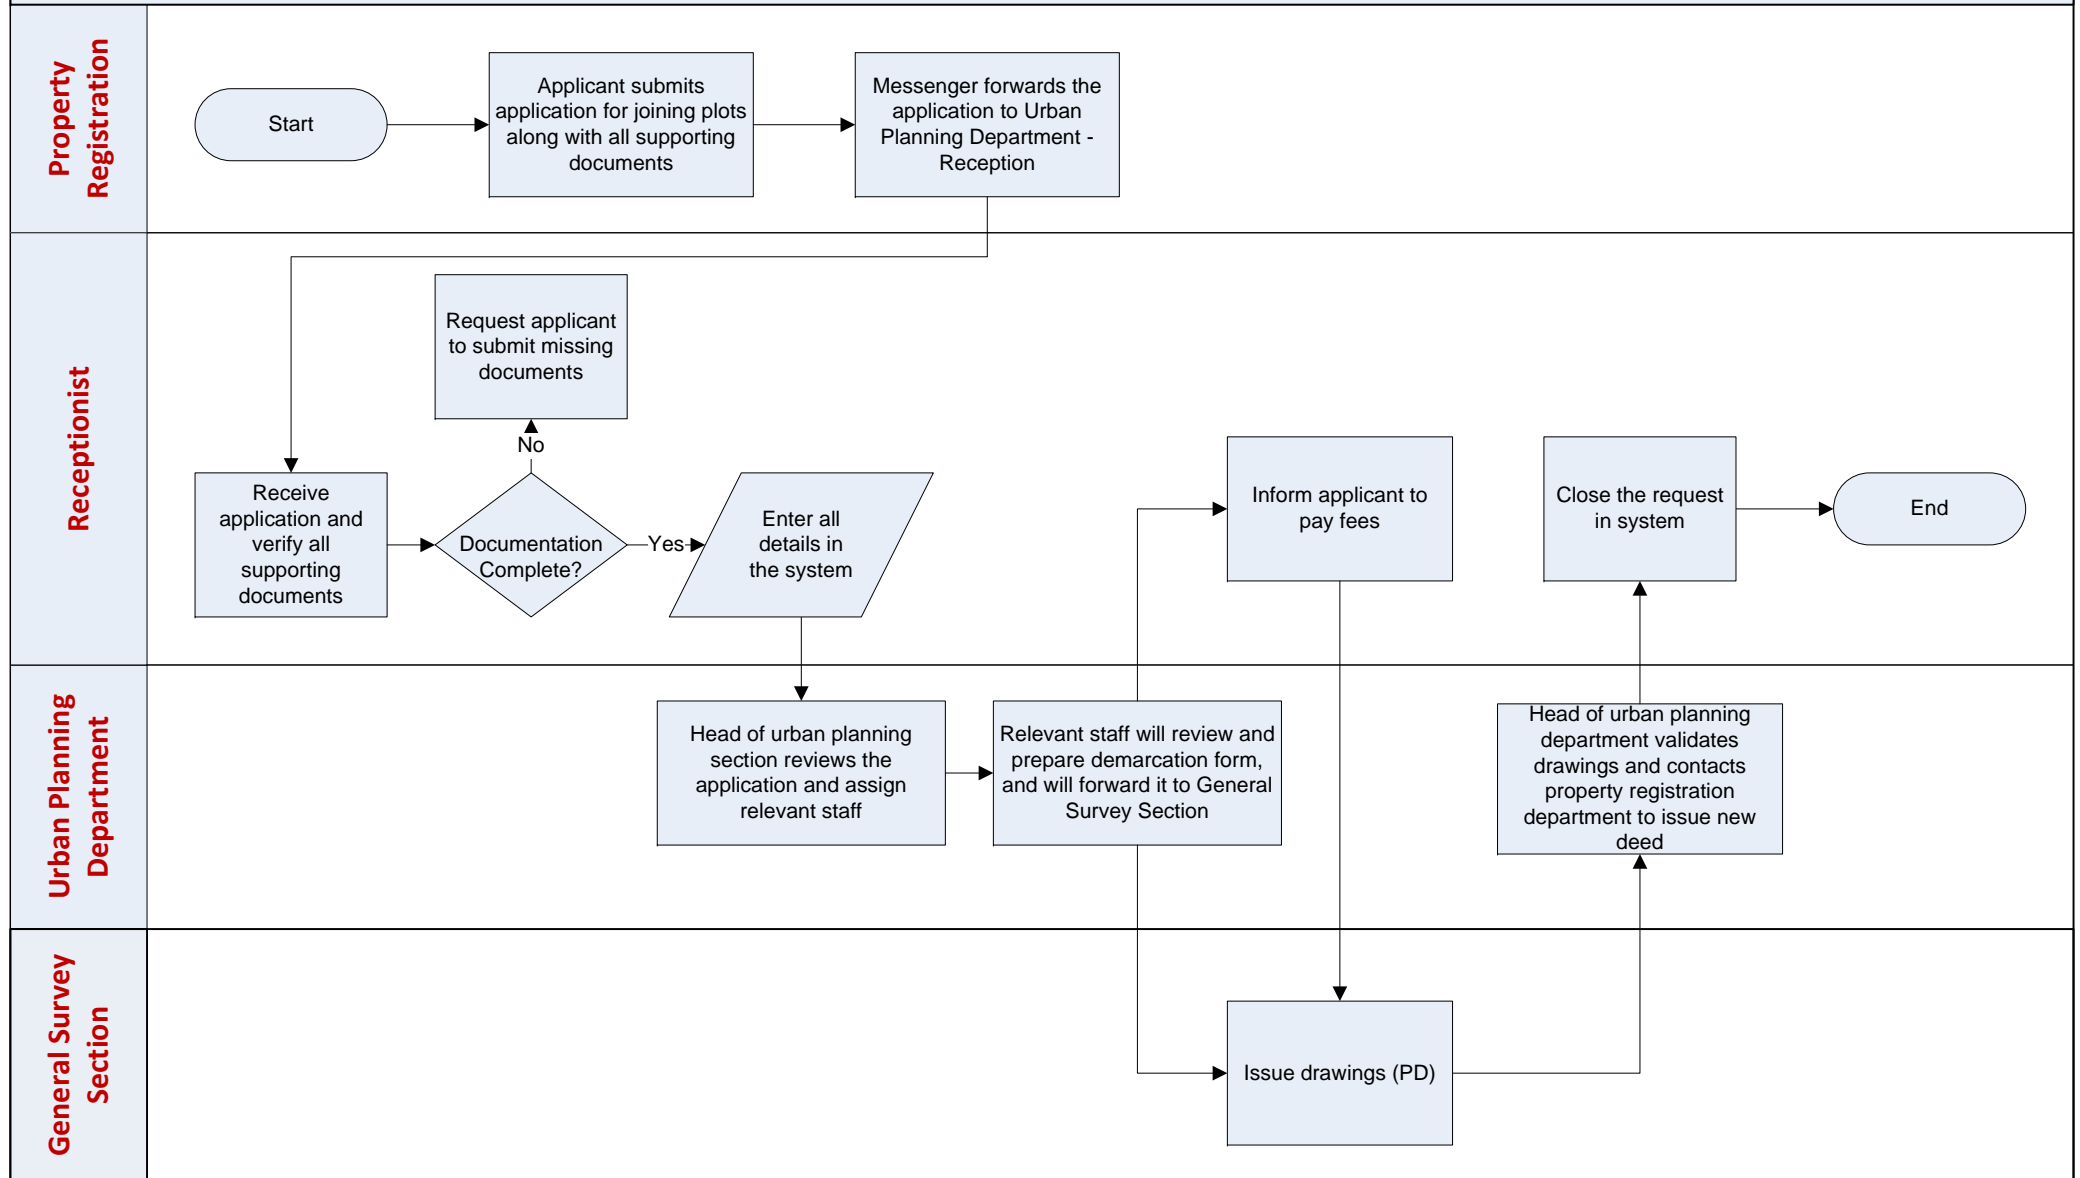 Property
Registration
Start
Applicant submits
application for joining plots
along with all supporting
documents
Messenger forwards the
application to Urban
Planning Department -
Reception
Receptionist
Request applicant
to submit missing
documents
No
Receive
application and
verify all
supporting
documents
Documentation
Complete?
Yes
Enter all
details in
the system
Inform applicant to
pay fees
Close the request
in system
End
Urban Planning
Department
Head of urban planning
section reviews the
application and assign
relevant staff
Relevant staff will review and
prepare demarcation form,
and will forward it to General
Survey Section
Head of urban planning
department validates
drawings and contacts
property registration
department to issue new
deed
General Survey
Section
Issue drawings (PD)